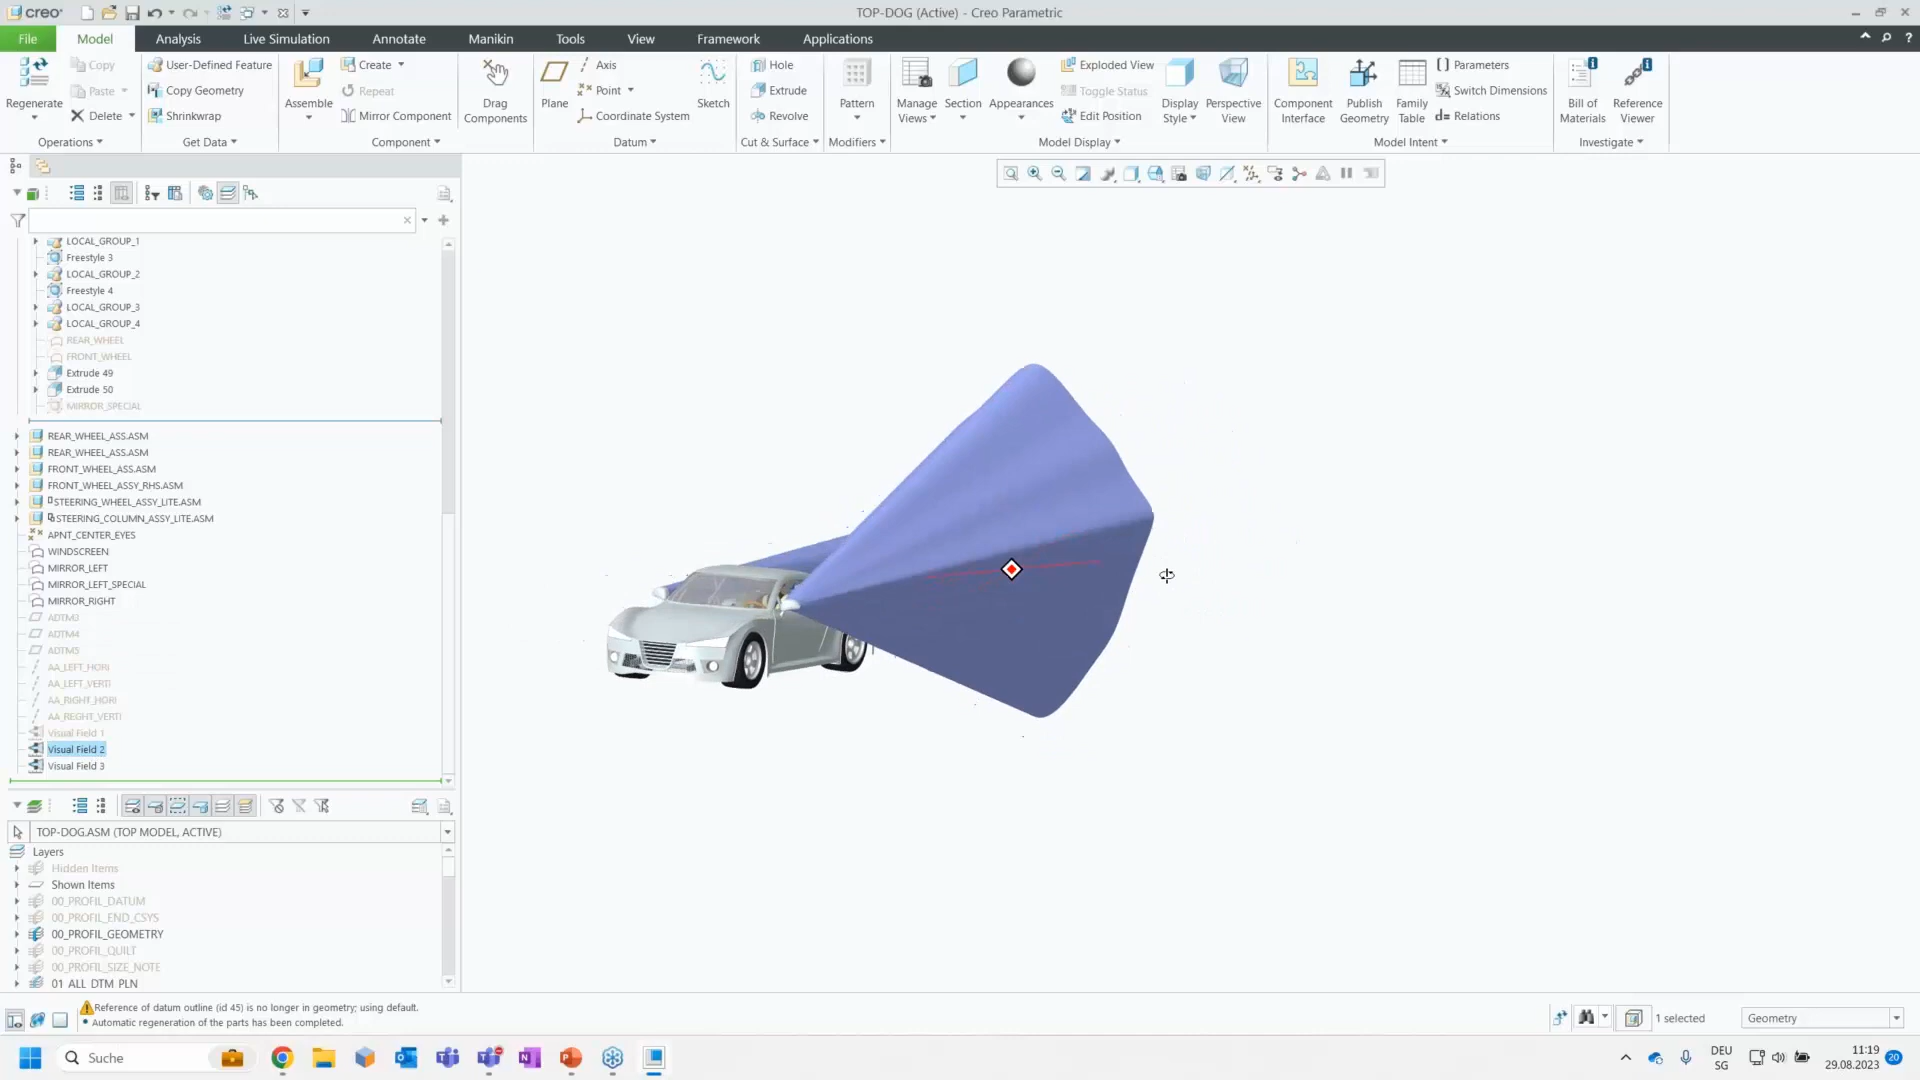 creo
TOP-DOG (Active) - Creo Parametric
File Model Analysis Live Simulation Annotate Manikin Tools View Framework Applications
Regenerate
Copy
Paste
Delete
Operations
User-Defined Feature
Copy Geometry
Shrinkwrap
Get Data
Assemble
Create
Repeat
Mirror Component
Component
Drag
Components
Plane
Axis
Point
Coordinate System
Sketch
Datum
Hole
Extrude
Revolve
Cut & Surface
Pattern
Modifiers
Manage
Views
Section
Appearances
Exploded View
Toggle Status
Edit Position
Display
Style
Perspective
View
Model Display
Component
Interface
Publish
Geometry
Family
Table
Parameters
Switch Dimensions
Relations
Model Intent
Bill of
Materials
Reference
Viewer
Investigate
LOCAL_GROUP_1
Freestyle 3
LOCAL_GROUP_2
Freestyle 4
LOCAL_GROUP_3
LOCAL_GROUP_4
REAR_WHEEL
FRONT_WHEEL
Extrude 49
Extrude 50
MIRROR_SPECIAL
REAR_WHEEL_ASS.ASM
REAR_WHEEL_ASS.ASM
FRONT_WHEEL_ASS.ASM
FRONT_WHEEL_ASSY_RHS.ASM
STEERING_WHEEL_ASSY_LITE.ASM
STEERING_COLUMN_ASSY_LITE.ASM
APNT_CENTER_EYES
WINDSCREEN
MIRROR_LEFT
MIRROR_LEFT_SPECIAL
MIRROR_RIGHT
ADTM3
ADTM4
ADTM5
AA_LEFT_HORI
AA_LEFT_VERTI
AA_RIGHT_HORI
AA_REGHT_VERTI
Visual Field 1
Visual Field 2
Visual Field 3
TOP-DOG.ASM (TOP MODEL, ACTIVE)
Layers
Hidden Items
Shown Items
00_PROFIL_DATUM
00_PROFIL_END_CSYS
00_PROFIL_GEOMETRY
00_PROFIL_QUILT
00_PROFIL_SIZE_NOTE
01_ALL_DTM_PLN
Reference of datum outline (id 45) is no longer in geometry; using default.
• Automatic regeneration of the parts has been completed.
1 selected
Geometry
Suche
DEU
SG
11:19
29.08.2023
20